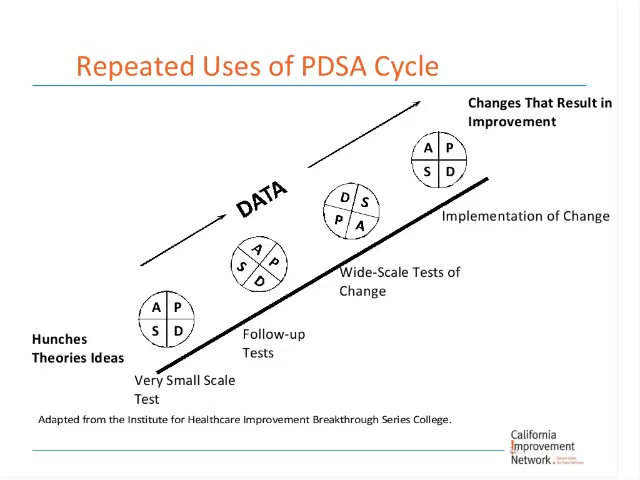 Repeated Uses of PDSA Cycle
Changes That Result in
Improvement
A P
S D
DATA
D S
P A
Implementation of Change
A P
S D
Wide-Scale Tests of
Change
A P
S D
Hunches
Theories Ideas
Follow-up
Tests
Very Small Scale
Test
Adapted from the Institute for Healthcare Improvement Breakthrough Series College.
California
Improvement
Network